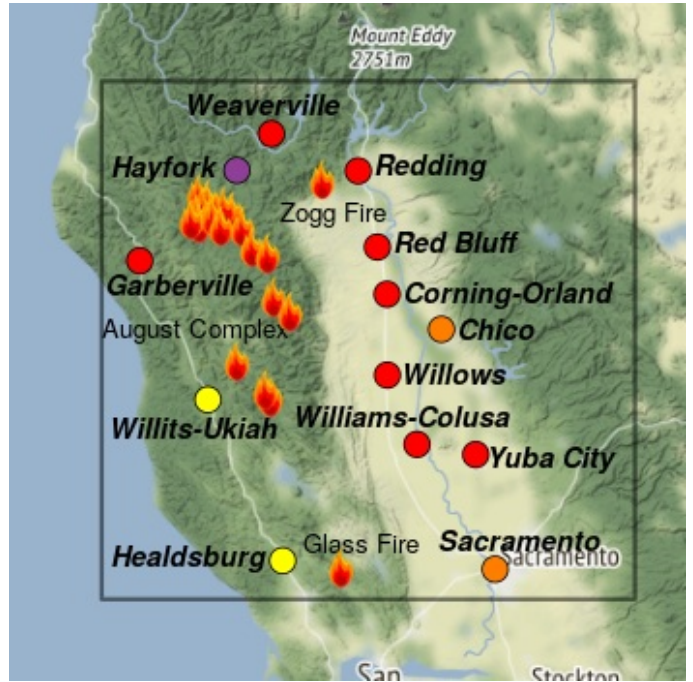 Mount Eddy
2751m
Weaverville
Hayfork
Redding
Zogg Fire
Red Bluff
Garberville
Corning-Orland
August Complex
Chico
Willows
Williams-Colusa
Willits-Ukiah
Yuba City
Glass Fire
Sacramento
Healdsburg
Sacramento
San
Stockton